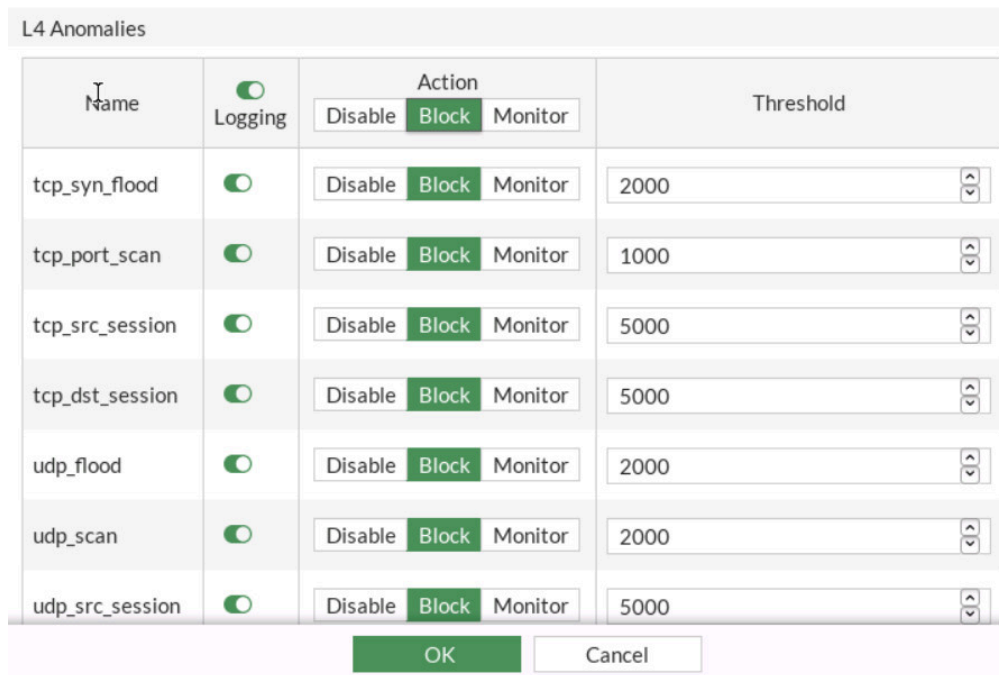 L4 Anomalies
Name Logging Action Threshold
Disable Block Monitor
tcp_syn_flood Disable Block Monitor 2000
tcp_port_scan Disable Block Monitor 1000
tcp_src_session Disable Block Monitor 5000
tcp_dst_session Disable Block Monitor 5000
udp_flood Disable Block Monitor 2000
udp_scan Disable Block Monitor 2000
udp_src_session Disable Block Monitor 5000
OK Cancel